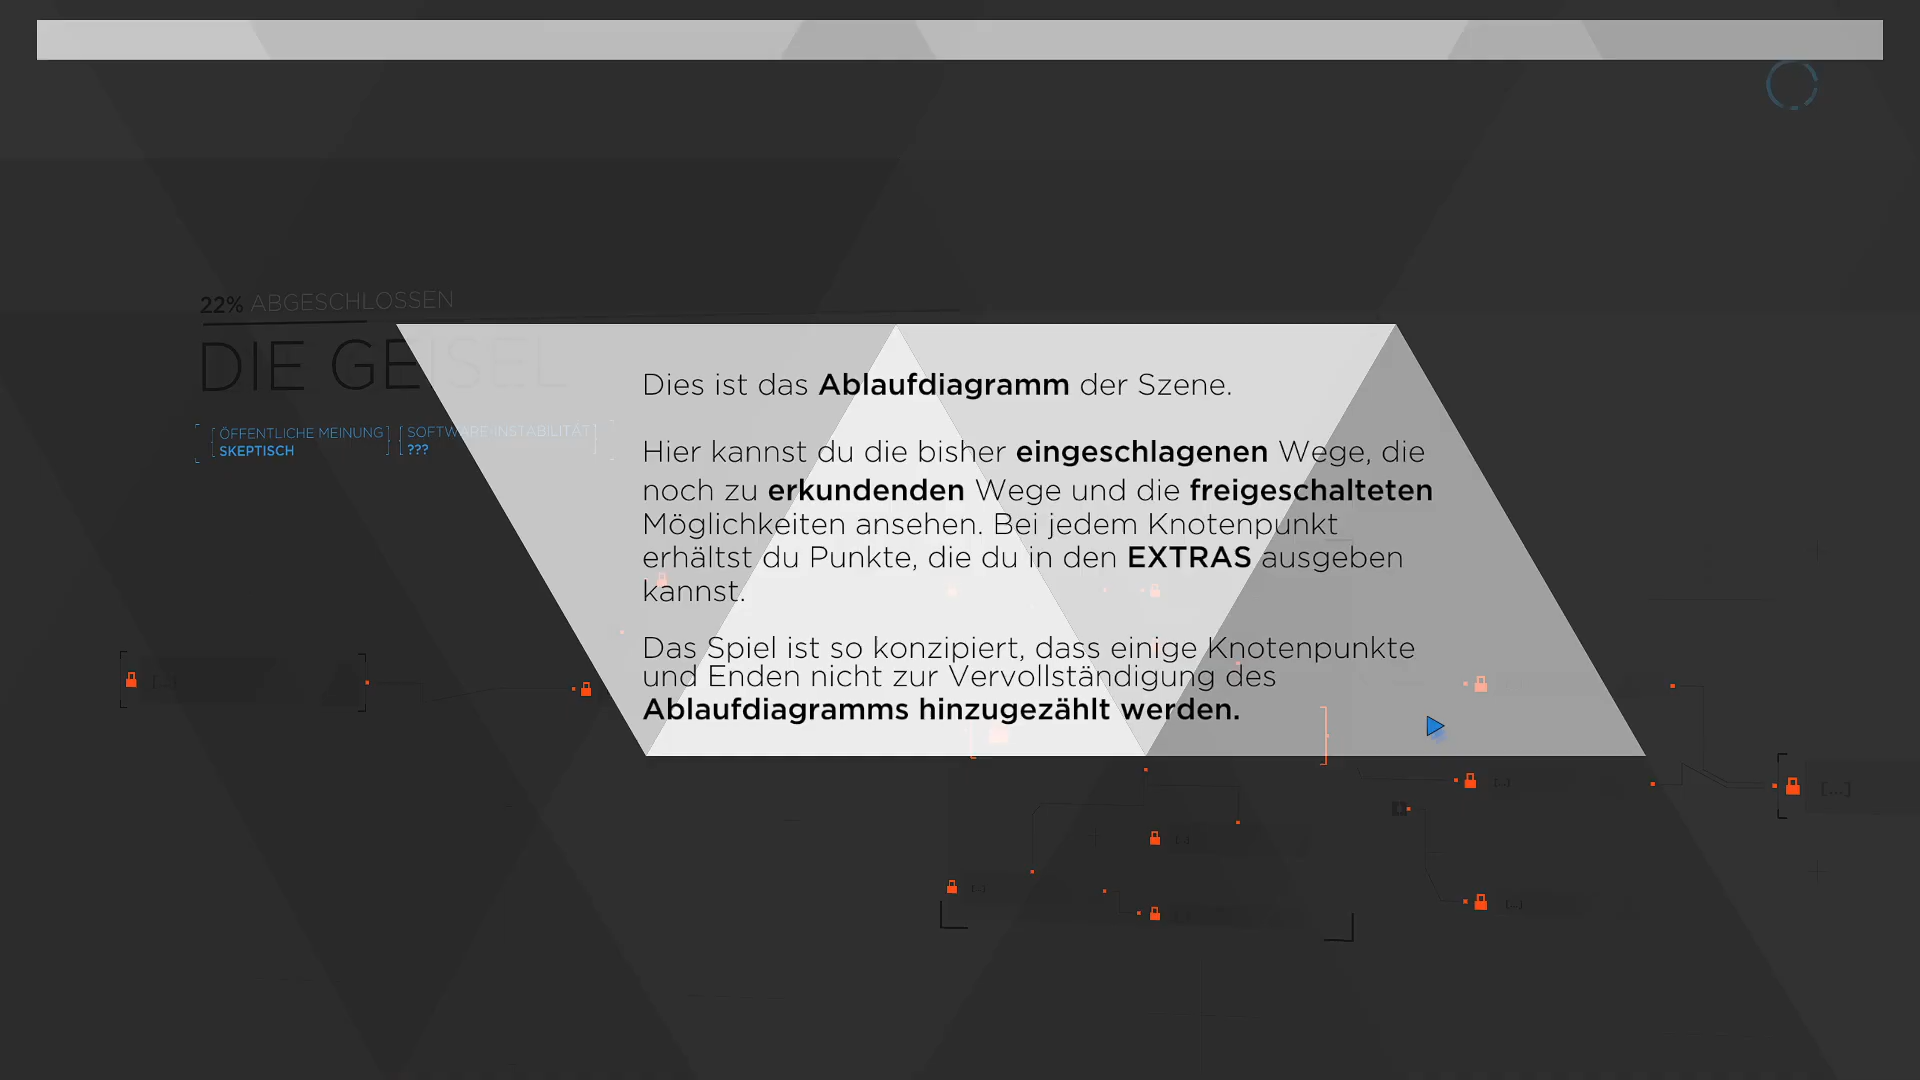 22% ABGESCHLOSSEN
DIE GEISEL
ÖFFENTLICHE MEINUNG
SKEPTISCH
SOFTWARE-INSTABILITÄT
???
Dies ist das Ablaufdiagramm der Szene.
Hier kannst du die bisher eingeschlagenen Wege, die
noch zu erkundenden Wege und die freigeschalteten
Möglichkeiten ansehen. Bei jedem Knotenpunkt
erhältst du Punkte, die du in den EXTRAS ausgeben
kannst.
Das Spiel ist so konzipiert, dass einige Knotenpunkte
und Enden nicht zur Vervollständigung des
Ablaufdiagramms hinzugezählt werden.
[...]
[...]
[...]
[...]
[...]
[...]